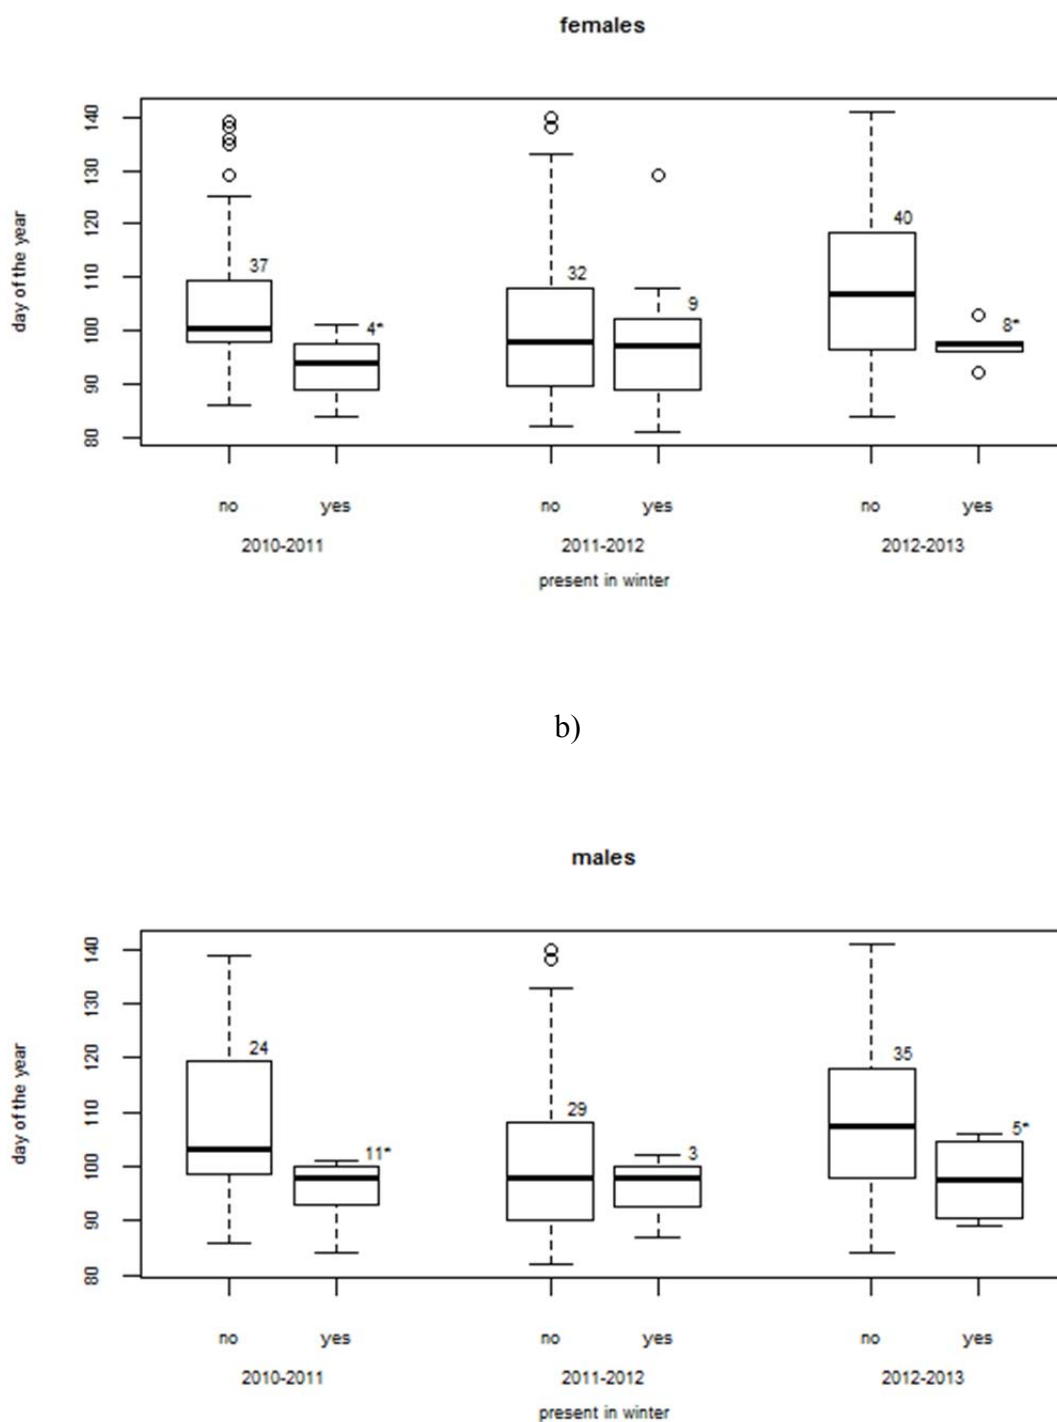 females
140
130
120
110
100
90
80
day of the year
37
4*
32
9
40
8*
no yes no yes no yes
2010-2011 2011-2012 2012-2013
present in winter
b)
males
140
130
120
110
100
90
80
day of the year
24
11*
29
3
35
5*
no yes no yes no yes
2010-2011 2011-2012 2012-2013
present in winter